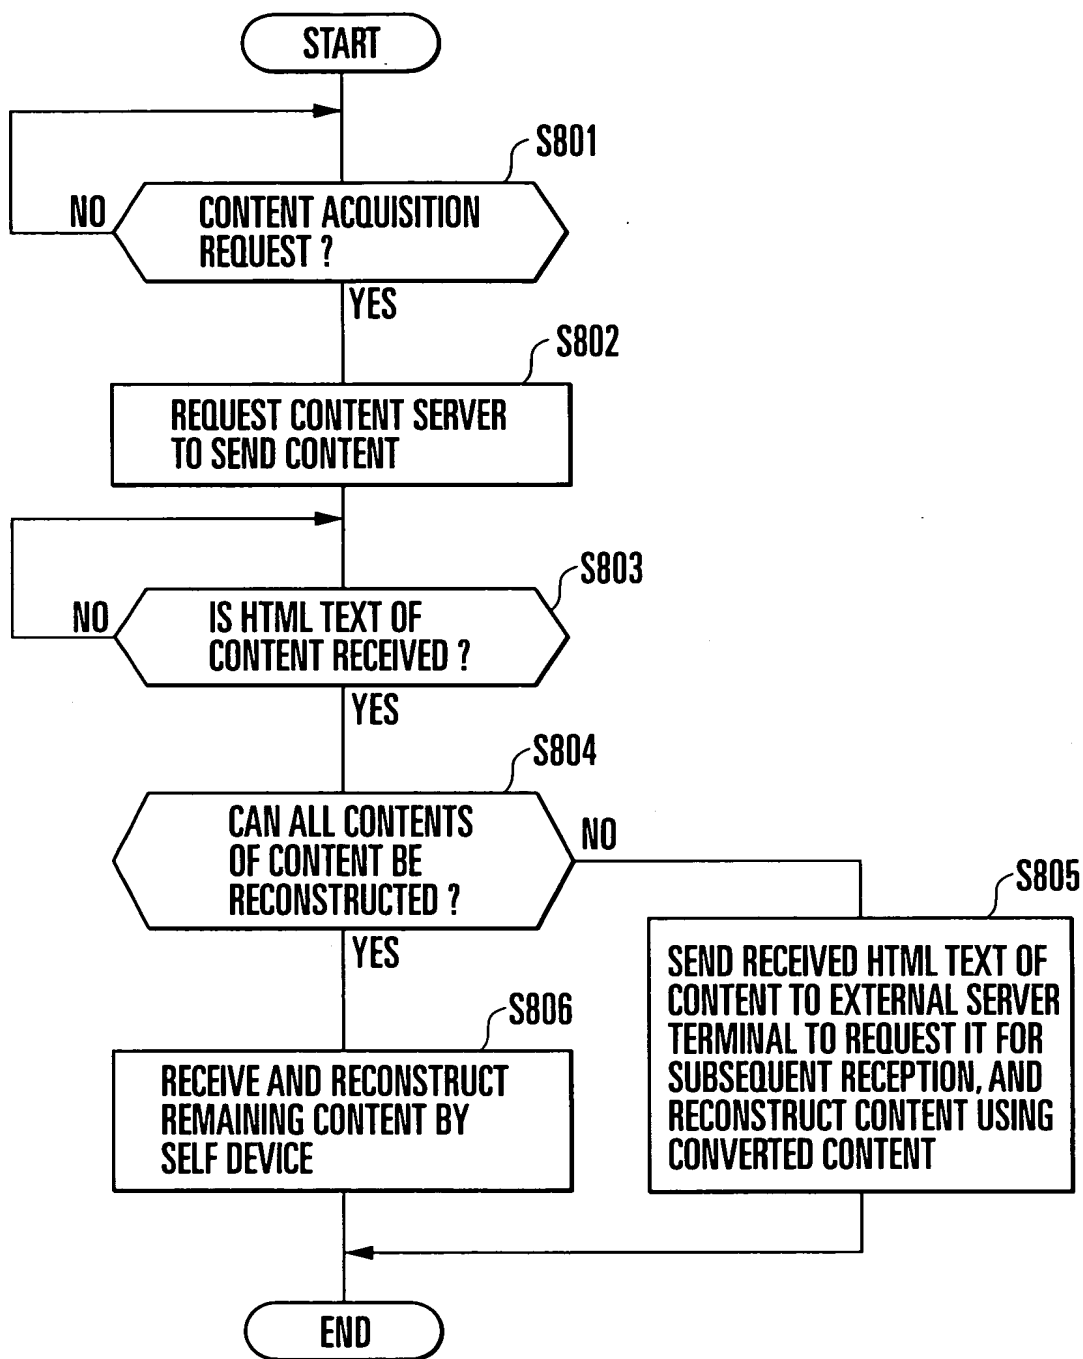 START
S801
NO
CONTENT ACQUISITION
REQUEST ?
YES
S802
REQUEST CONTENT SERVER
TO SEND CONTENT
S803
NO
IS HTML TEXT OF
CONTENT RECEIVED ?
YES
S804
CAN ALL CONTENTS
OF CONTENT BE
RECONSTRUCTED ?
NO
YES
S805
SEND RECEIVED HTML TEXT OF
CONTENT TO EXTERNAL SERVER
TERMINAL TO REQUEST IT FOR
SUBSEQUENT RECEPTION, AND
RECONSTRUCT CONTENT USING
CONVERTED CONTENT
S806
RECEIVE AND RECONSTRUCT
REMAINING CONTENT BY
SELF DEVICE
END